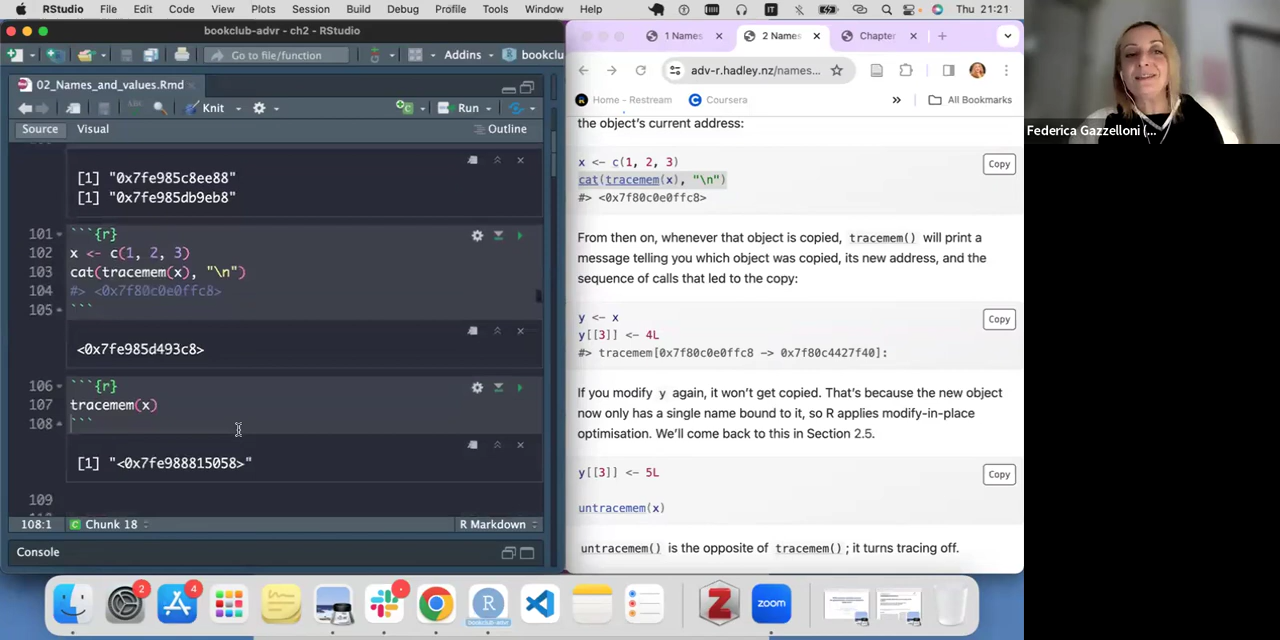 RStudio File Edit Code View Plots Session Build Debug Profile Tools Window Help Thu 21:21
bookclub-advr - ch2 - RStudio
Go to file/function Addins bookclu
02_Names_and_values.Rmd
Knit Run
Source Visual Outline
[1] "0x7fe985c8ee88"
[1] "0x7fe985db9eb8"
101 ```{r}
102 x <- c(1, 2, 3)
103 cat(tracemem(x), "\n")
104 #> <0x7f80c0e0ffc8>
105 ```
<0x7fe985d493c8>
106 ```{r}
107 tracemem(x)
108 ```
[1] "<0x7fe988815058>"
109
108:1 Chunk 18 R Markdown
Console
1 Names 2 Names Chapter
adv-r.hadley.nz/names...
Home - Restream Coursera » All Bookmarks
the object's current address:
x <- c(1, 2, 3)
cat(tracemem(x), "\n")
#> <0x7f80c0e0ffc8>
Copy
From then on, whenever that object is copied, tracemem() will print a
message telling you which object was copied, its new address, and the
sequence of calls that led to the copy:
y <- x
y[[3]] <- 4L
#> tracemem[0x7f80c0e0ffc8 -> 0x7f80c4427f40]:
Copy
If you modify y again, it won't get copied. That's because the new object
now only has a single name bound to it, so R applies modify-in-place
optimisation. We'll come back to this in Section 2.5.
y[[3]] <- 5L
untracemem(x)
Copy
untracemem() is the opposite of tracemem(); it turns tracing off.
Federica Gazzelloni (...
2
4
R
bookclub-advr
Z
zoom